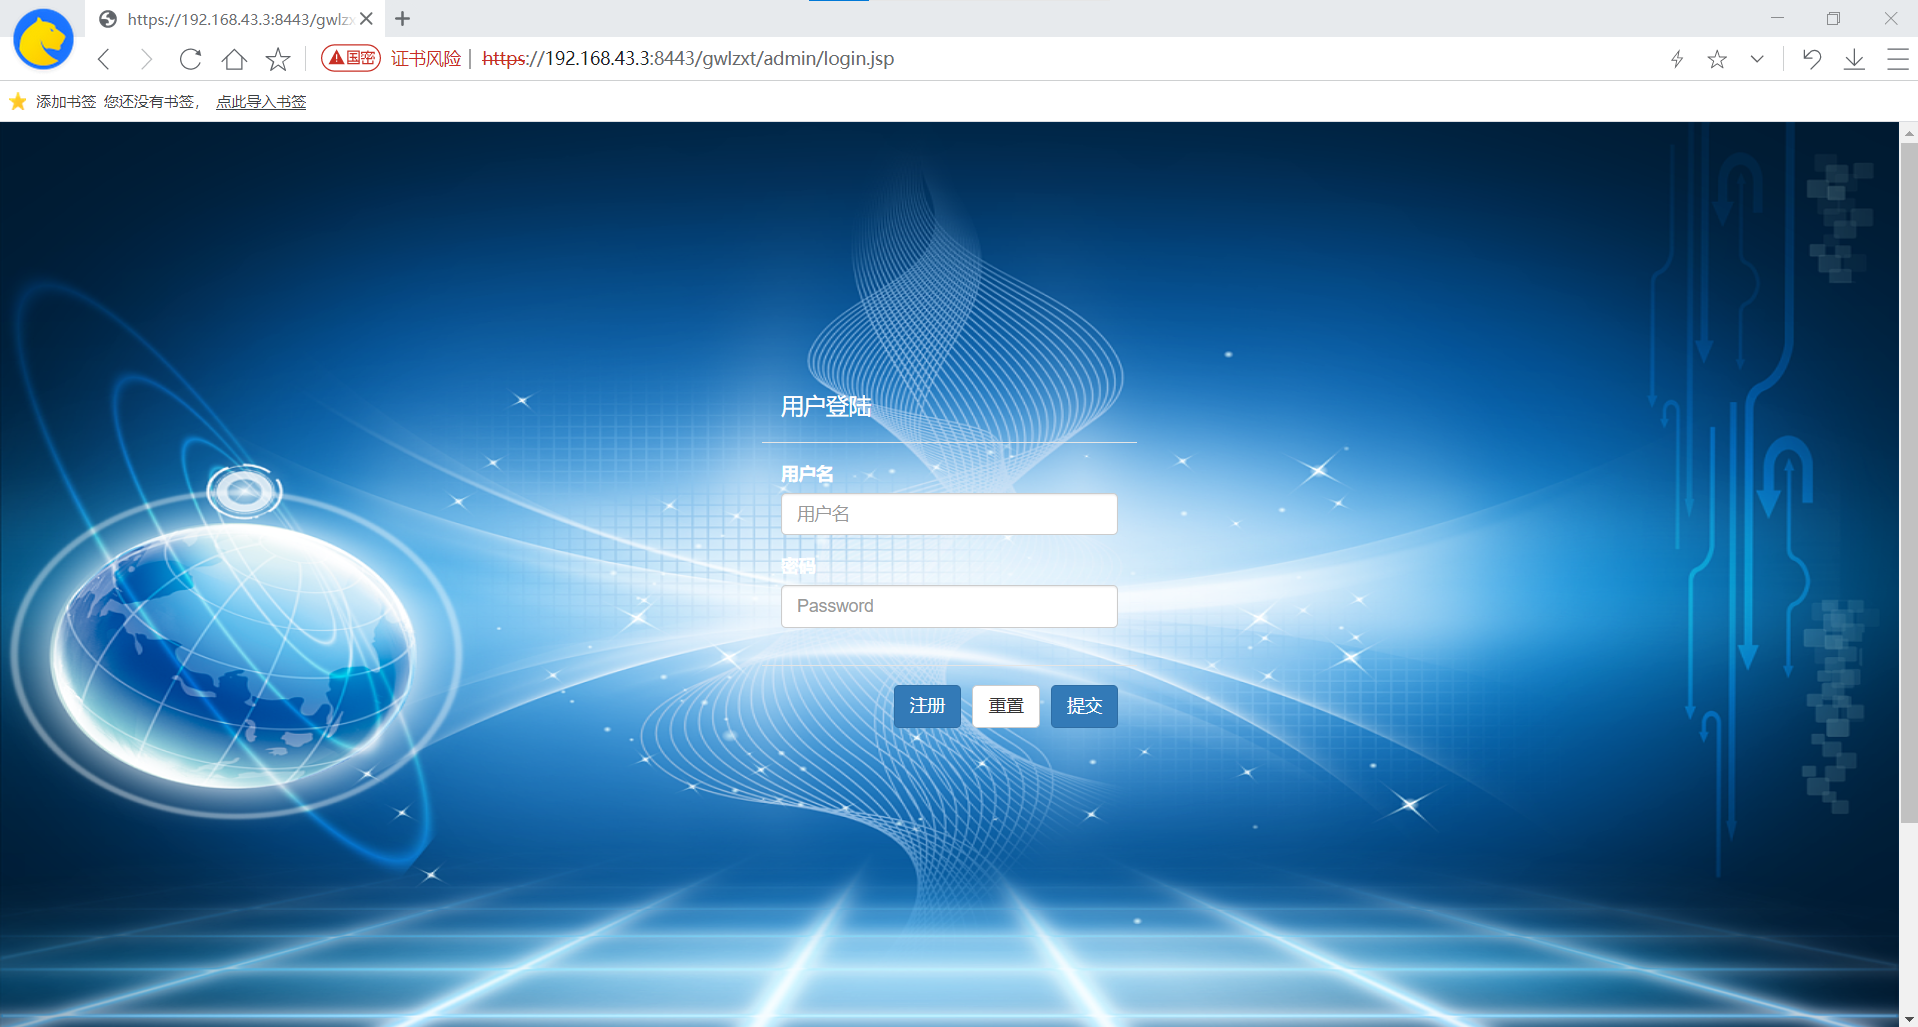 https://192.168.43.3:8443/gwlzx
国密 证书风险 https://192.168.43.3:8443/gwlzxt/admin/login.jsp
添加书签 您还没有书签， 点此导入书签
用户登陆
用户名
用户名
密码
Password
注册 重置 提交